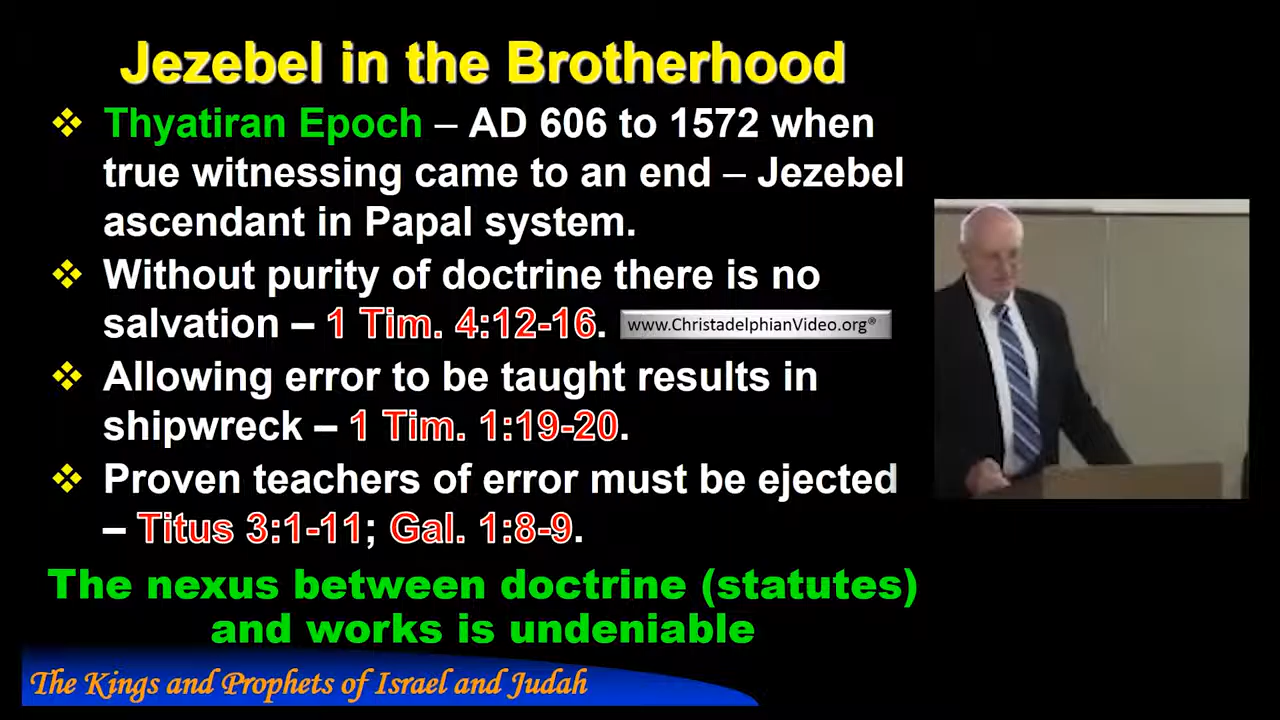 Jezebel in the Brotherhood
❖ Thyatiran Epoch – AD 606 to 1572 when
true witnessing came to an end – Jezebel
ascendant in Papal system.
❖ Without purity of doctrine there is no
salvation – 1 Tim. 4:12-16.
www.ChristadelphianVideo.org®
❖ Allowing error to be taught results in
shipwreck – 1 Tim. 1:19-20.
❖ Proven teachers of error must be ejected
– Titus 3:1-11; Gal. 1:8-9.
The nexus between doctrine (statutes)
and works is undeniable
The Kings and Prophets of Israel and Judah